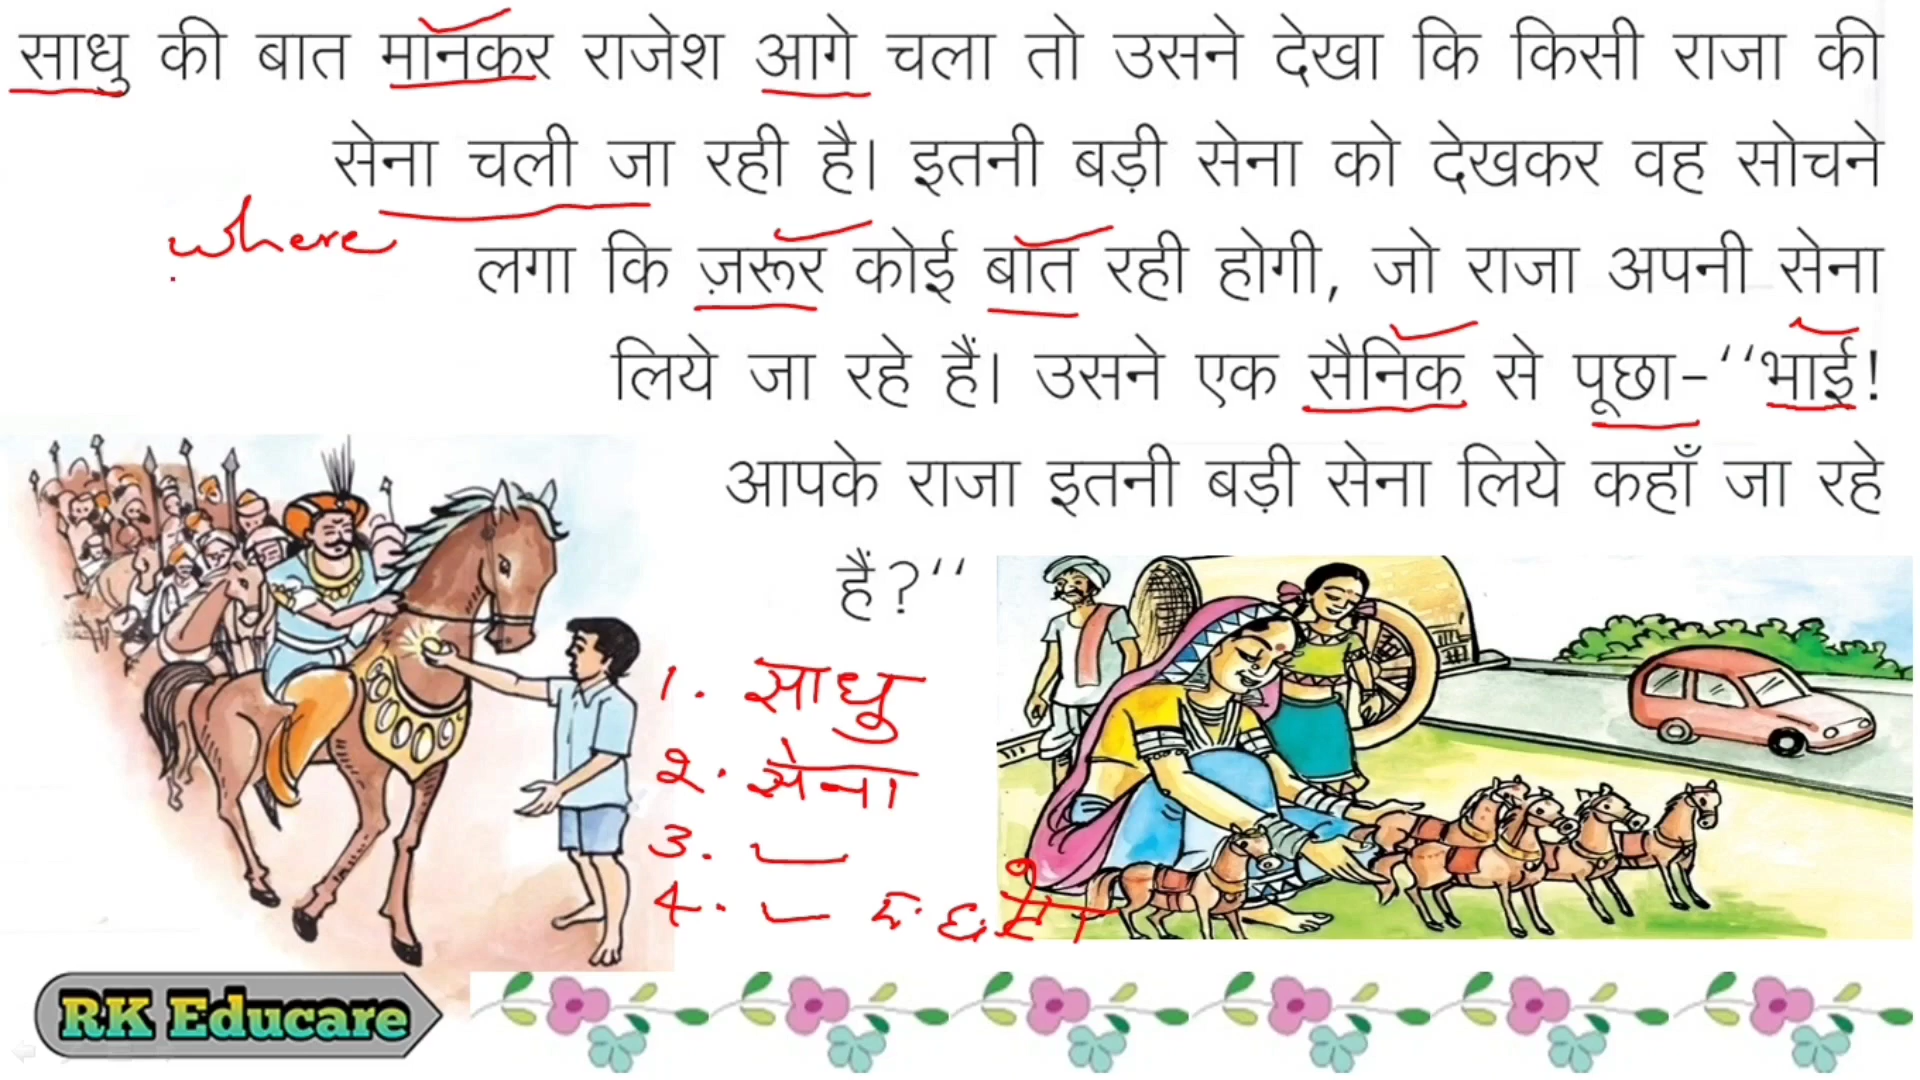 साधु की बात मानकर राजेश आगे चला तो उसने देखा कि किसी राजा की
सेना चली जा रही है। इतनी बड़ी सेना को देखकर वह सोचने
where
लगा कि ज़रूर कोई बात रही होगी, जो राजा अपनी सेना
लिये जा रहे हैं। उसने एक सैनिक से पूछा-‘‘भाई!
आपके राजा इतनी बड़ी सेना लिये कहाँ जा रहे
हैं?‘‘
1. साधु
2. सेना
3.
4.
RK Educare